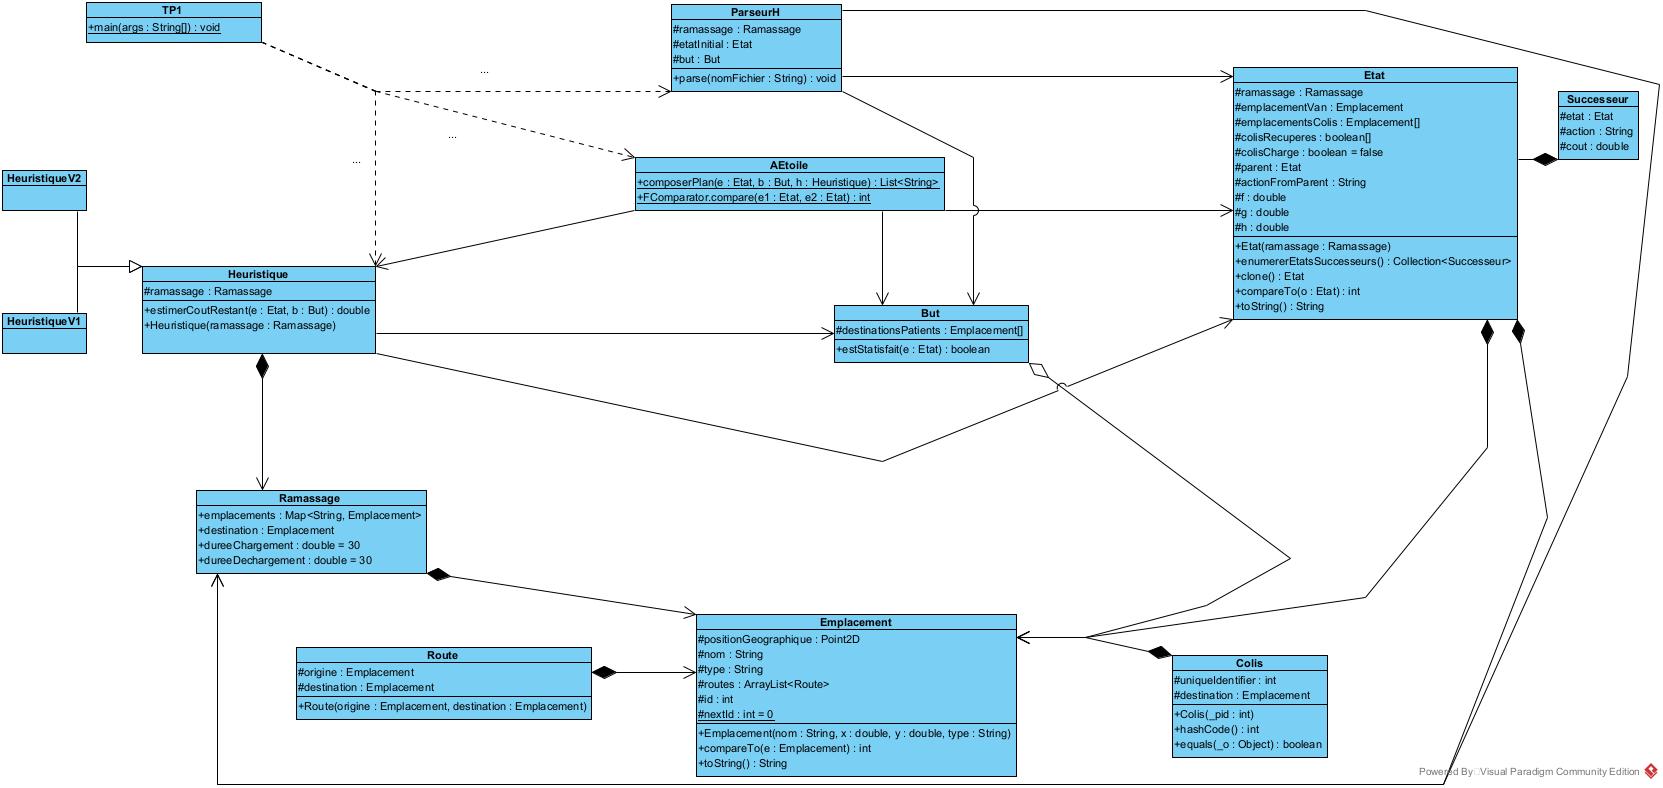 TP1
+main(args : String[]) : void
ParseurH
#ramassage : Ramassage
#etatInitial : Etat
#but : But
+parse(nomFichier : String) : void
...
...
...
Etat
#ramassage : Ramassage
#emplacementVan : Emplacement
#emplacementsColis : Emplacement[]
#colisRecuperes : boolean[]
#colisCharge : boolean = false
#parent : Etat
#actionFromParent : String
#f : double
#g : double
#h : double
+Etat(ramassage : Ramassage)
+enumererEtatsSuccesseurs() : Collection<Successeur>
+clone() : Etat
+compareTo(o : Etat) : int
+toString() : String
Successeur
#etat : Etat
#action : String
#cout : double
AEtoile
+composerPlan(e : Etat, b : But, h : Heuristique) : List<String>
+FComparator.compare(e1 : Etat, e2 : Etat) : int
HeuristiqueV2
Heuristique
#ramassage : Ramassage
+estimerCoutRestant(e : Etat, b : But) : double
+Heuristique(ramassage : Ramassage)
HeuristiqueV1
But
#destinationsPatients : Emplacement[]
+estStatisfait(e : Etat) : boolean
Ramassage
+emplacements : Map<String, Emplacement>
+destination : Emplacement
+dureeChargement : double = 30
+dureeDechargement : double = 30
Emplacement
#positionGeographique : Point2D
#nom : String
#type : String
#routes : ArrayList<Route>
#id : int
#nextId : int = 0
+Emplacement(nom : String, x : double, y : double, type : String)
+compareTo(e : Emplacement) : int
+toString() : String
Route
#origine : Emplacement
#destination : Emplacement
+Route(origine : Emplacement, destination : Emplacement)
Colis
#uniqueIdentifier : int
#destination : Emplacement
+Colis(_pid : int)
+hashCode() : int
+equals(_o : Object) : boolean
Powered By Visual Paradigm Community Edition